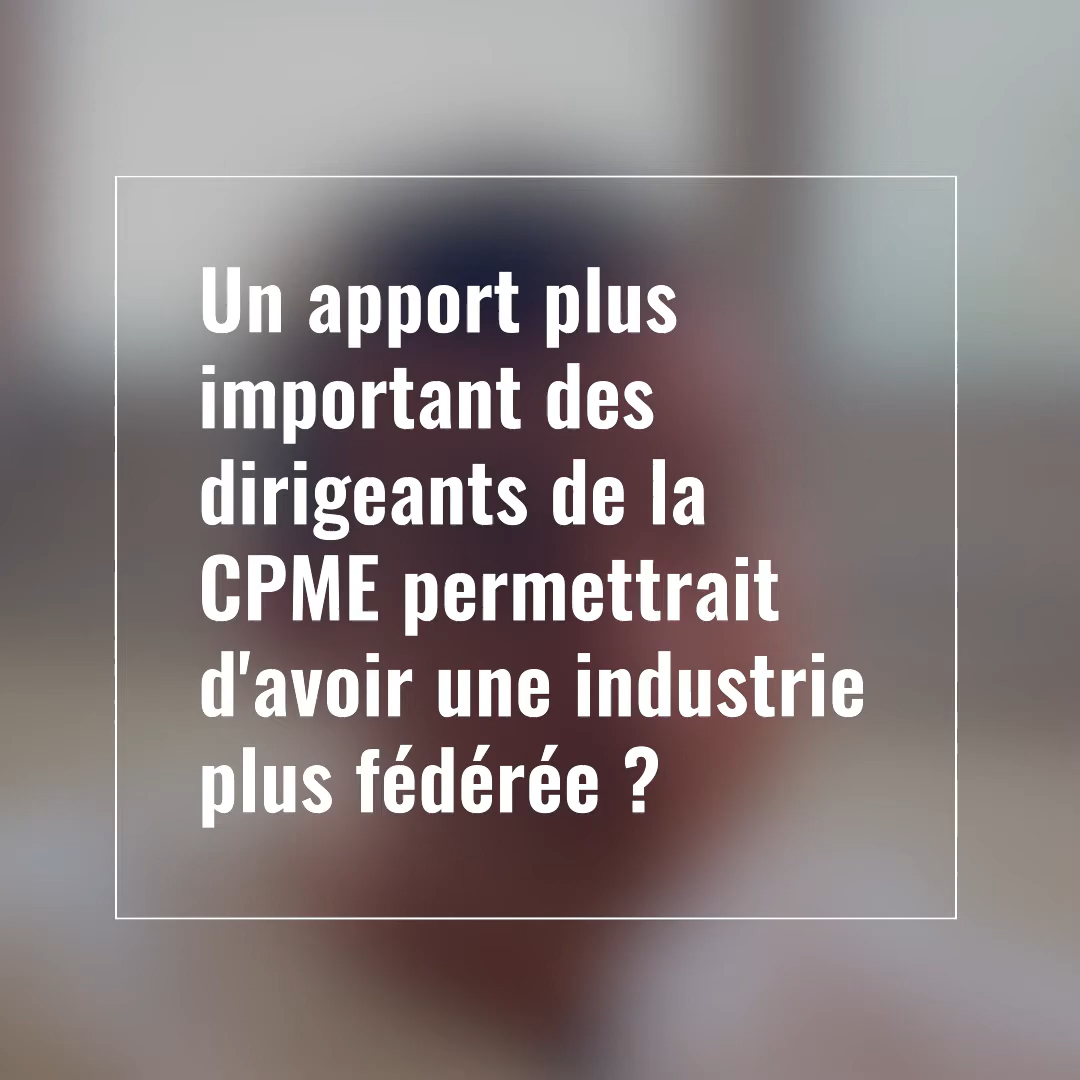 Un apport plus
important des
dirigeants de la
CPME permettrait
d'avoir une industrie
plus fédérée ?